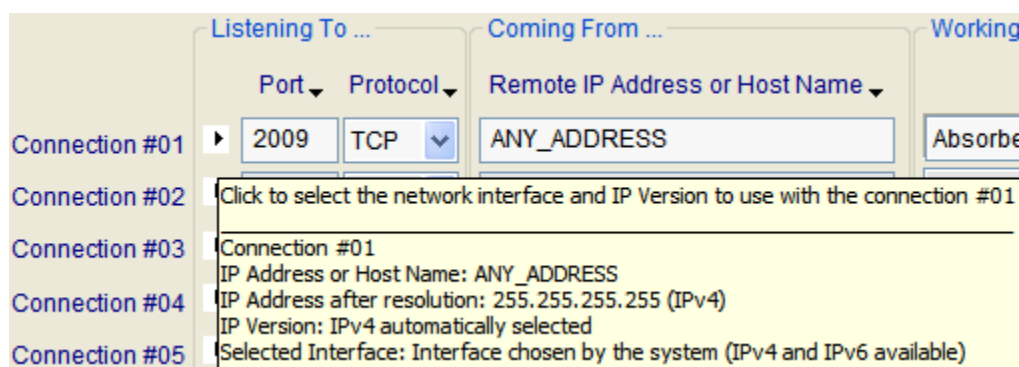 Listening To ... Coming From ... Working
Port Protocol Remote IP Address or Host Name
Connection #01 2009 TCP ANY_ADDRESS Absorbe
Connection #02 Click to select the network interface and IP Version to use with the connection #01
Connection #03 Connection #01
IP Address or Host Name: ANY_ADDRESS
Connection #04 IP Address after resolution: 255.255.255.255 (IPv4)
IP Version: IPv4 automatically selected
Connection #05 Selected Interface: Interface chosen by the system (IPv4 and IPv6 available)